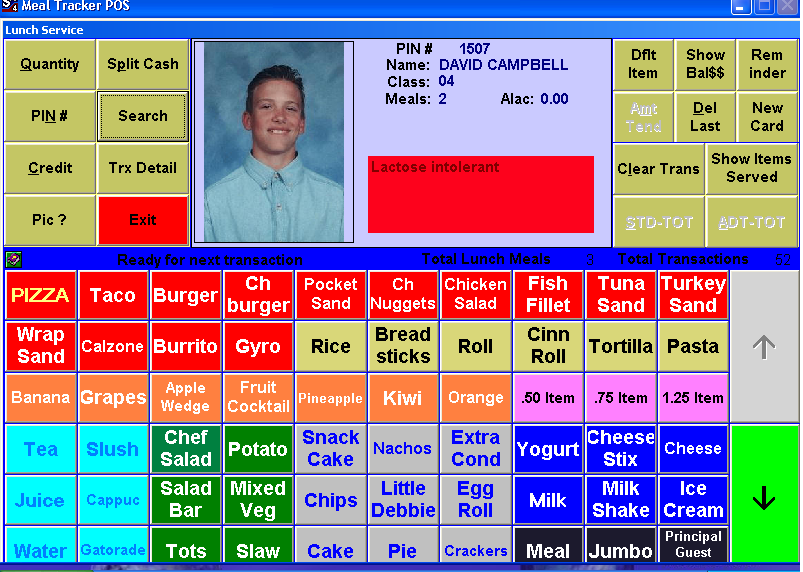 Meal Tracker POS
Lunch Service
Quantity
Split Cash
PIN #
Search
Credit
Trx Detail
Pic ?
Exit
PIN # 1507
Name: DAVID CAMPBELL
Class: 04
Meals: 2 Alac: 0.00
Lactose intolerant
Dflt
Item
Show
Bal$$
Rem
inder
Amt
Tend
Del
Last
New
Card
Clear Trans
Show Items
Served
STD-TOT
ADT-TOT
Ready for next transaction Total Lunch Meals 3 Total Transactions 52
PIZZA
Taco
Burger
Ch
burger
Pocket
Sand
Ch
Nuggets
Chicken
Salad
Fish
Fillet
Tuna
Sand
Turkey
Sand
Wrap
Sand
Calzone
Burrito
Gyro
Rice
Bread
sticks
Roll
Cinn
Roll
Tortilla
Pasta
Banana
Grapes
Apple
Wedge
Fruit
Cocktail
Pineapple
Kiwi
Orange
.50 Item
.75 Item
1.25 Item
Tea
Slush
Chef
Salad
Potato
Snack
Cake
Nachos
Extra
Cond
Yogurt
Cheese
Stix
Cheese
Juice
Cappuc
Salad
Bar
Mixed
Veg
Chips
Little
Debbie
Egg
Roll
Milk
Milk
Shake
Ice
Cream
Water
Gatorade
Tots
Slaw
Cake
Pie
Crackers
Meal
Jumbo
Principal
Guest